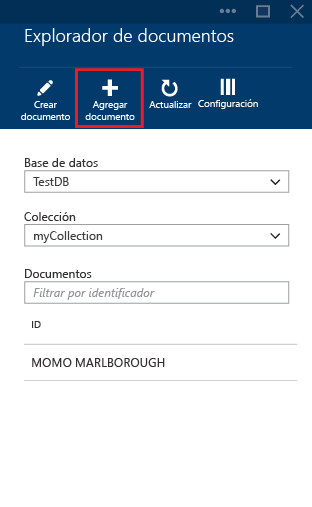 Explorador de documentos
Crear
documento
Agregar
documento
Actualizar
Configuración
Base de datos
TestDB
Colección
myCollection
Documentos
Filtrar por identificador
ID
MOMO MARLBOROUGH